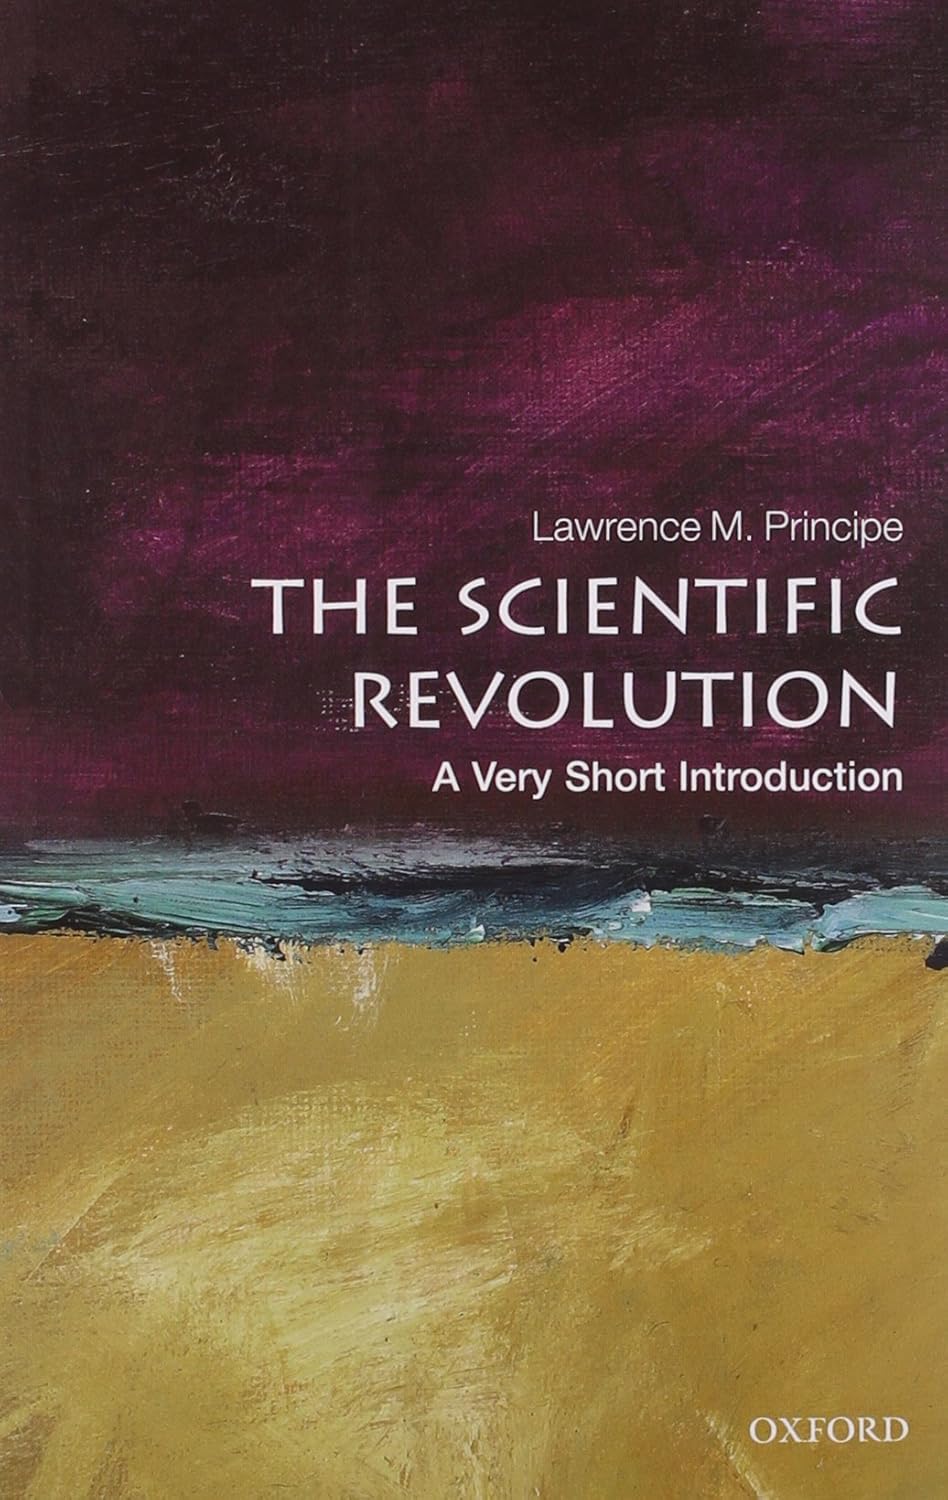 Lawrence M. Principe
THE SCIENTIFIC
REVOLUTION
A Very Short Introduction
OXFORD